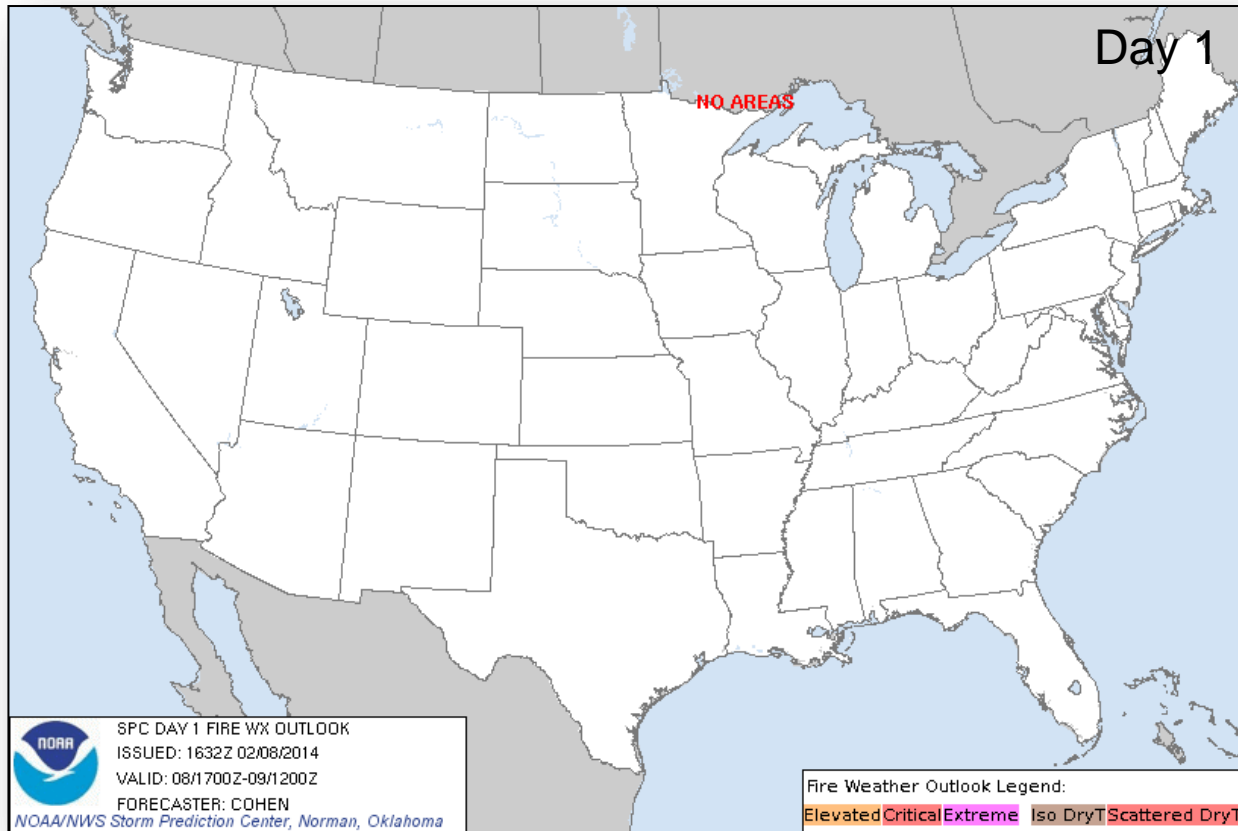 Day 1
NO AREAS
NOAA
SPC DAY 1 FIRE WX OUTLOOK
ISSUED: 1632Z 02/08/2014
VALID: 08/1700Z-09/1200Z
FORECASTER: COHEN
NOAA/NWS Storm Prediction Center, Norman, Oklahoma
Fire Weather Outlook Legend:
Elevated Critical Extreme Iso DryT Scattered DryT